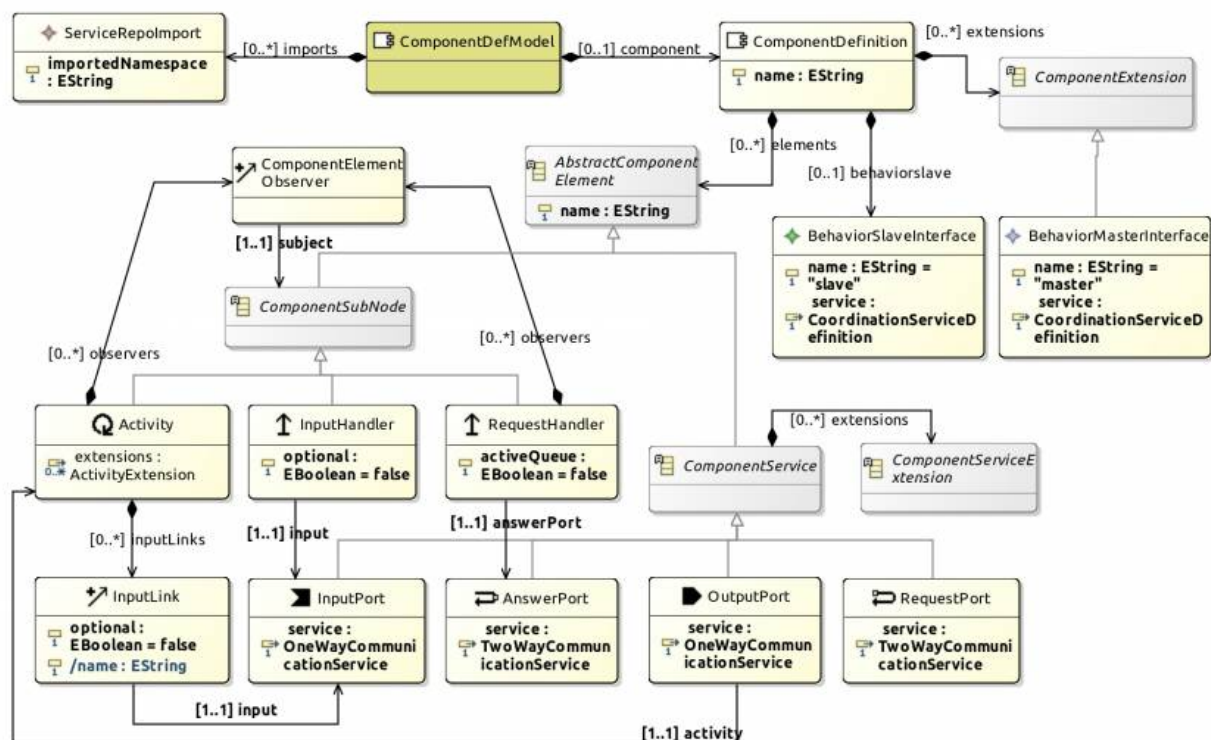 ServiceRepoImport
importedNamespace
: EString
[0..*] imports
ComponentDefModel
[0..1] component
ComponentDefinition
name : EString
[0..*] extensions
ComponentExtension
[0..*] elements
[0..1] behaviorslave
ComponentElement
Observer
AbstractComponent
Element
name : EString
BehaviorSlaveInterface
name : EString =
"slave"
service :
CoordinationServiceD
efinition
BehaviorMasterInterface
name : EString =
"master"
service :
CoordinationServiceD
efinition
[1..1] subject
ComponentSubNode
[0..*] observers
[0..*] observers
Activity
extensions :
0..*
ActivityExtension
InputHandler
optional :
EBoolean = false
RequestHandler
activeQueue :
EBoolean = false
ComponentService
[0..*] extensions
ComponentServiceE
xtension
[0..*] inputLinks
[1..1] input
[1..1] answerPort
InputLink
optional :
EBoolean = false
/name : EString
InputPort
service :
OneWayCommuni
cationService
AnswerPort
service :
TwoWayCommun
icationService
OutputPort
service :
OneWayCommun
icationService
RequestPort
service :
TwoWayCommun
icationService
[1..1] input
[1..1] activity